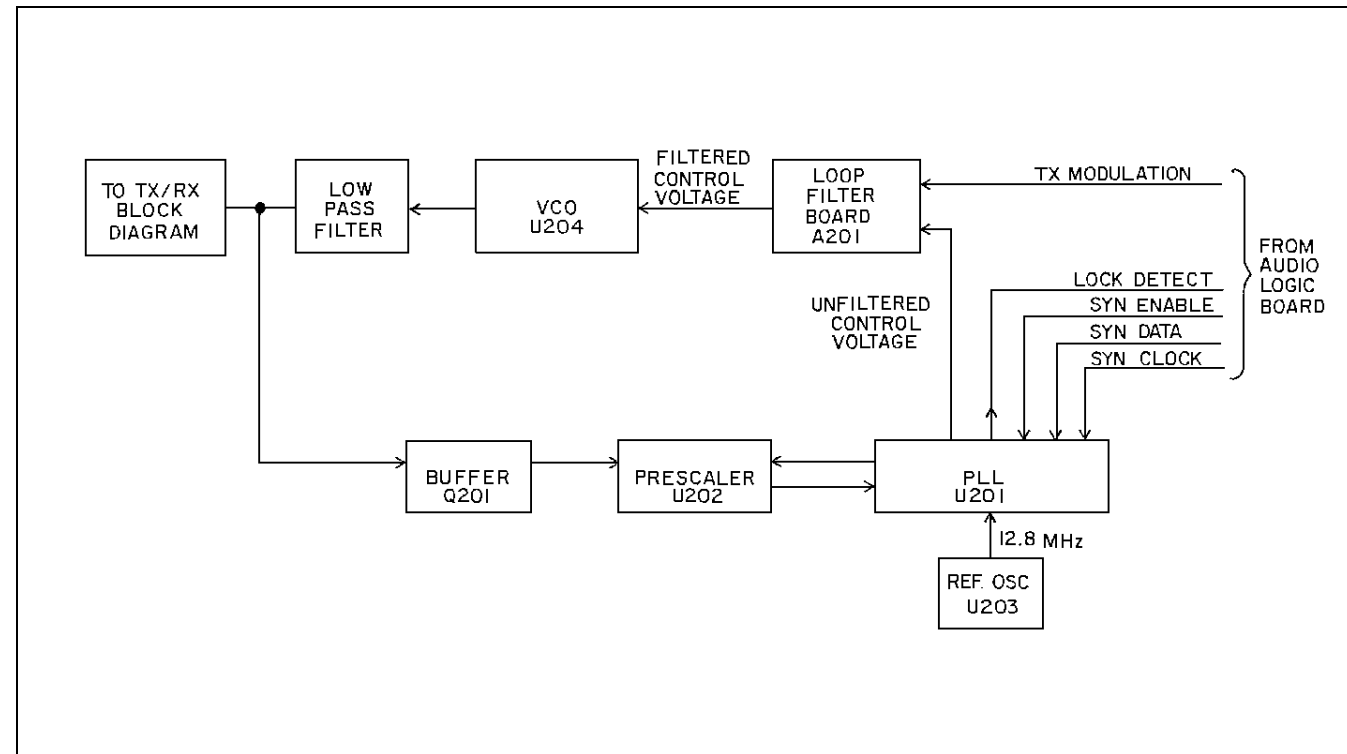 TO TX/RX
BLOCK
DIAGRAM
LOW
PASS
FILTER
VCO
U204
FILTERED
CONTROL
VOLTAGE
LOOP
FILTER
BOARD
A201
TX MODULATION
LOCK DETECT
SYN ENABLE
SYN DATA
SYN CLOCK
FROM
AUDIO
LOGIC
BOARD
UNFILTERED
CONTROL
VOLTAGE
BUFFER
Q201
PRESCALER
U202
PLL
U201
12.8 MHz
REF. OSC
U203